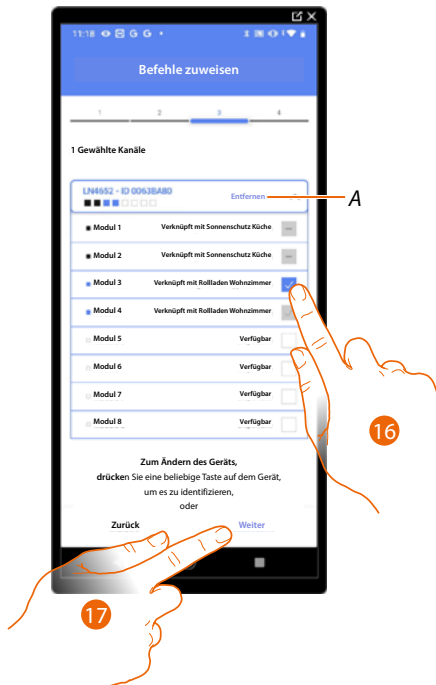 11:18 G G
Befehle zuweisen
1 2 3 4
1 Gewählte Kanäle
LN4652 - ID 0063BAB0
Entfernen
A
Modul 1 Verknüpft mit Sonnenschutz Küche
Modul 2 Verknüpft mit Sonnenschutz Küche
Modul 3 Verknüpft mit Rollladen Wohnzimmer
Modul 4 Verknüpft mit Rollladen Wohnzimmer
Modul 5 Verfügbar
Modul 6 Verfügbar
Modul 7 Verfügbar
Modul 8 Verfügbar
Zum Ändern des Geräts,
drücken Sie eine beliebige Taste auf dem Gerät,
um es zu identifizieren,
oder
Zurück Weiter
16
17